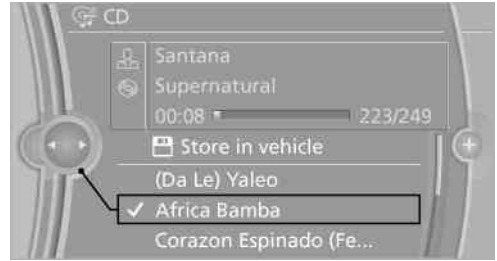 CD
Santana
Supernatural
00:08 223/249
Store in vehicle
(Da Le) Yaleo
Africa Bamba
Corazon Espinado (Fe...